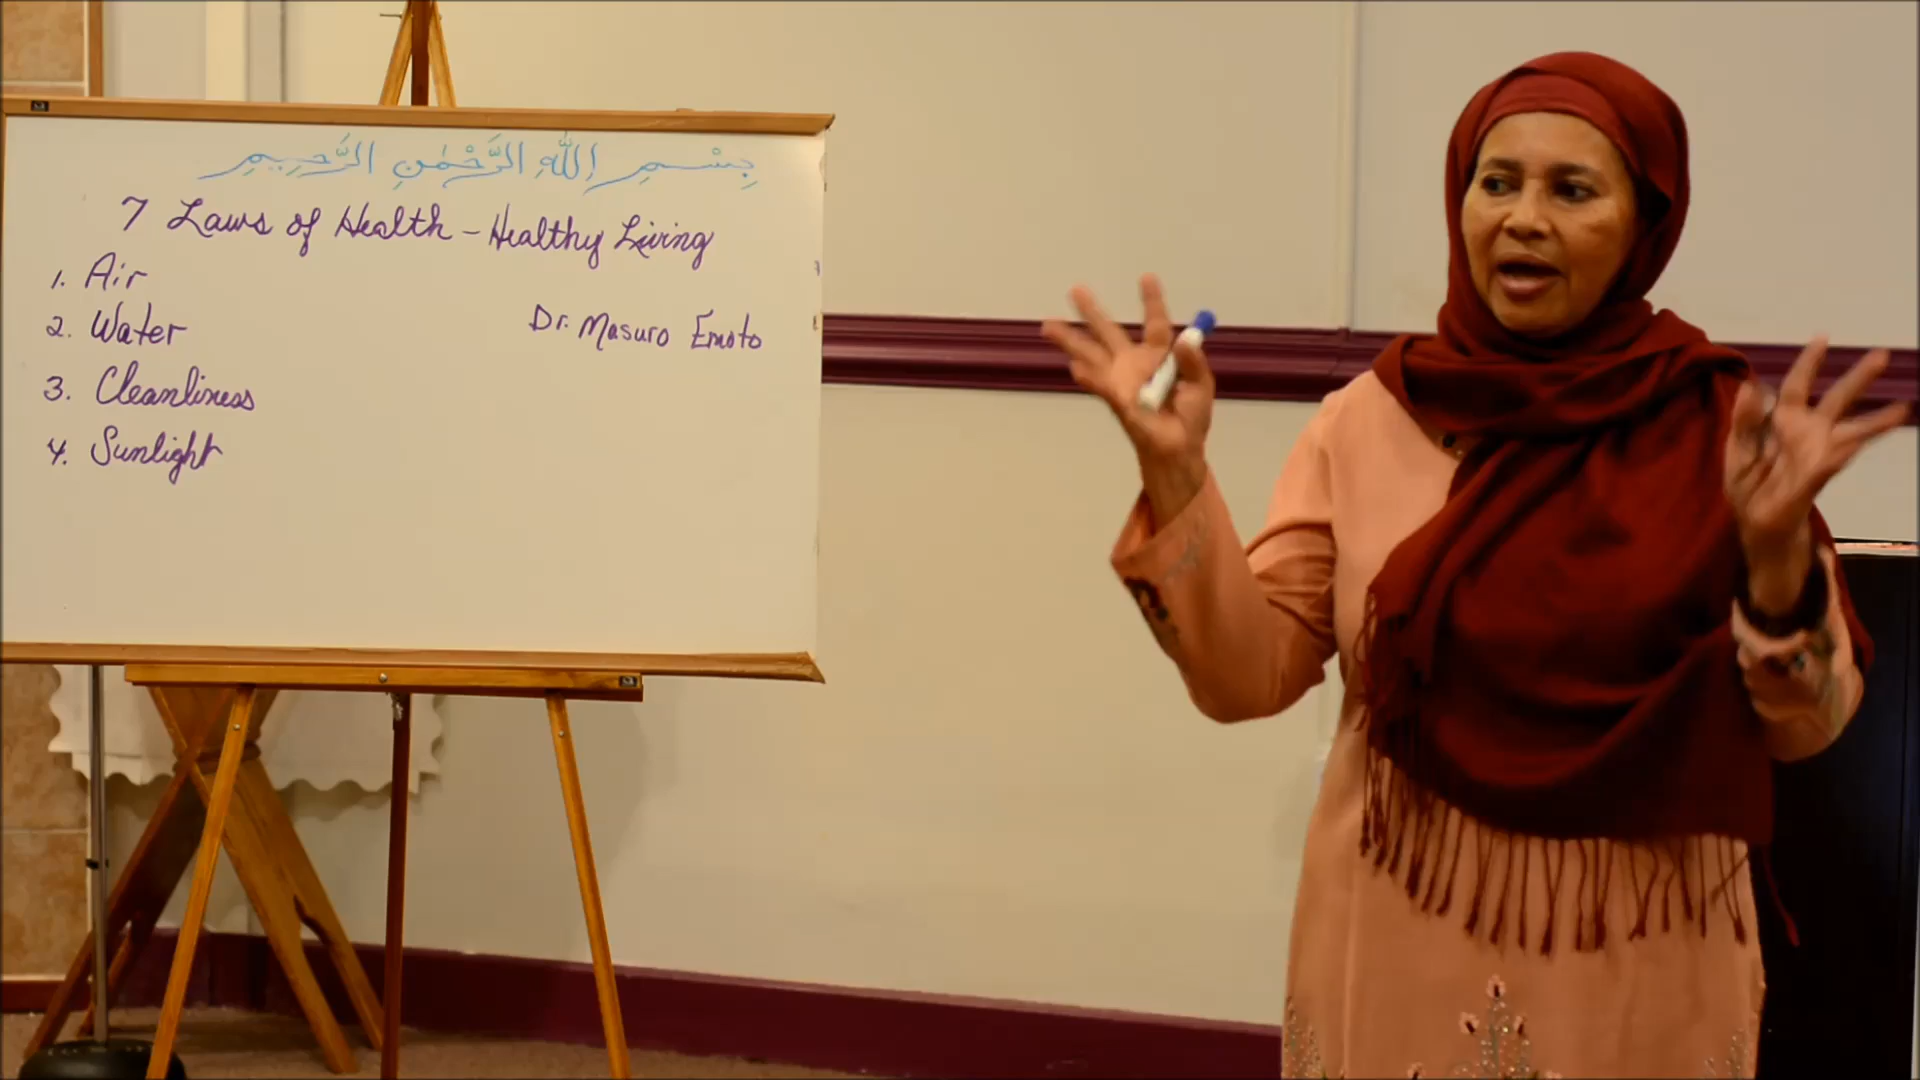 بِسْمِ اللهِ الرَّحْمٰنِ الرَّحِيمِ
7 Laws of Health - Healthy Living
1. Air
2. Water
Dr. Masuro Emoto
3. Cleanliness
4. Sunlight